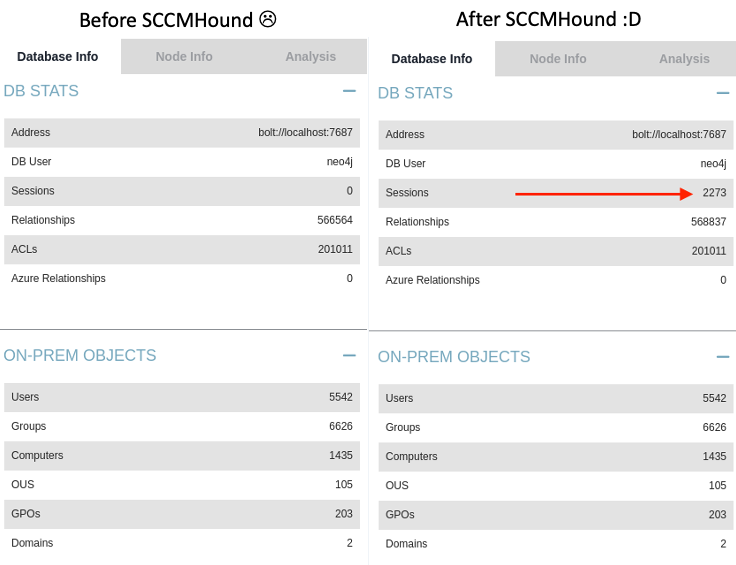 Before SCCMHound ☹
Database Info Node Info Analysis
DB STATS
Address bolt://localhost:7687
DB User neo4j
Sessions 0
Relationships 566564
ACLs 201011
Azure Relationships 0
ON-PREM OBJECTS
Users 5542
Groups 6626
Computers 1435
OUS 105
GPOs 203
Domains 2
After SCCMHound :D
Database Info Node Info Analysis
DB STATS
Address bolt://localhost:7687
DB User neo4j
Sessions 2273
Relationships 568837
ACLs 201011
Azure Relationships 0
ON-PREM OBJECTS
Users 5542
Groups 6626
Computers 1435
OUS 105
GPOs 203
Domains 2